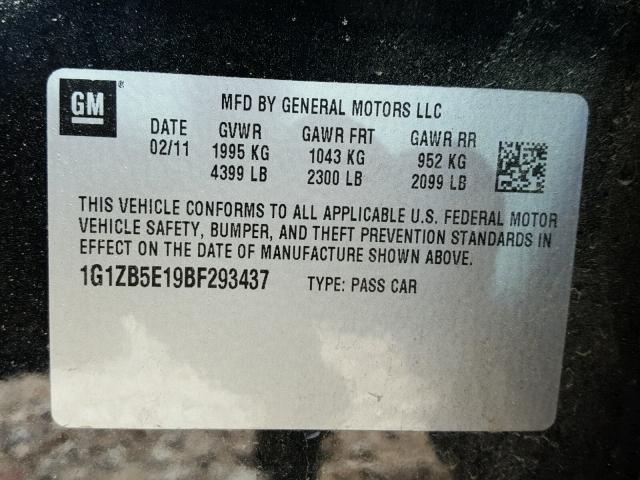 GM ®
MFD BY GENERAL MOTORS LLC
DATE GVWR GAWR FRT GAWR RR
02/11 1995 KG 1043 KG 952 KG
4399 LB 2300 LB 2099 LB
THIS VEHICLE CONFORMS TO ALL APPLICABLE U.S. FEDERAL MOTOR
VEHICLE SAFETY, BUMPER, AND THEFT PREVENTION STANDARDS IN
EFFECT ON THE DATE OF MANUFACTURE SHOWN ABOVE.
1G1ZB5E19BF293437 TYPE: PASS CAR